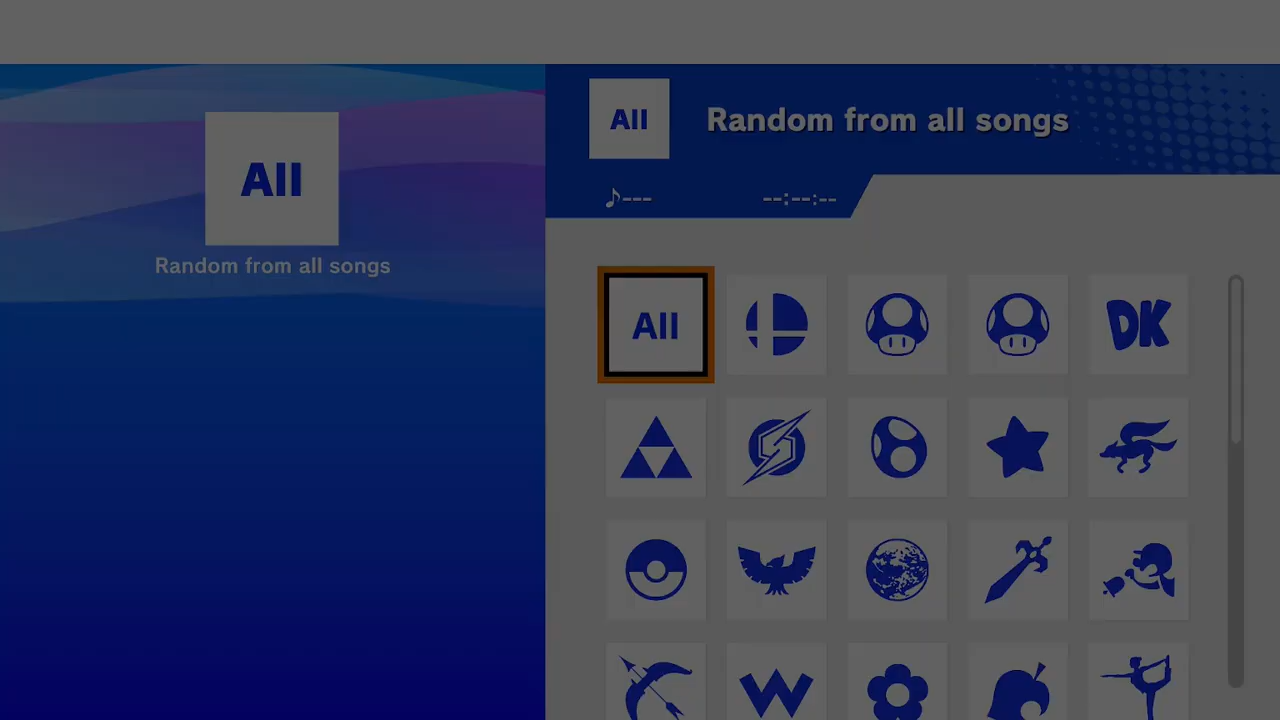 All
Random from all songs
All
Random from all songs
♪--- --:--:--
All
DK